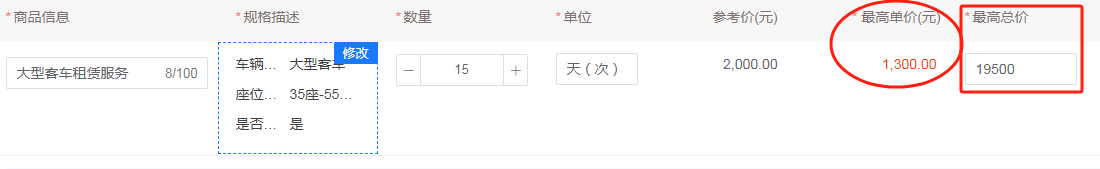 *商品信息 *规格描述 *数量 *单位 参考价(元) *最高单价(元) *最高总价
修改
大型客车租赁服务 8/100 车辆... 大型客车 — 15 + 天（次） 2,000.00 1,300.00 19500
座位... 35座-55...
是否... 是